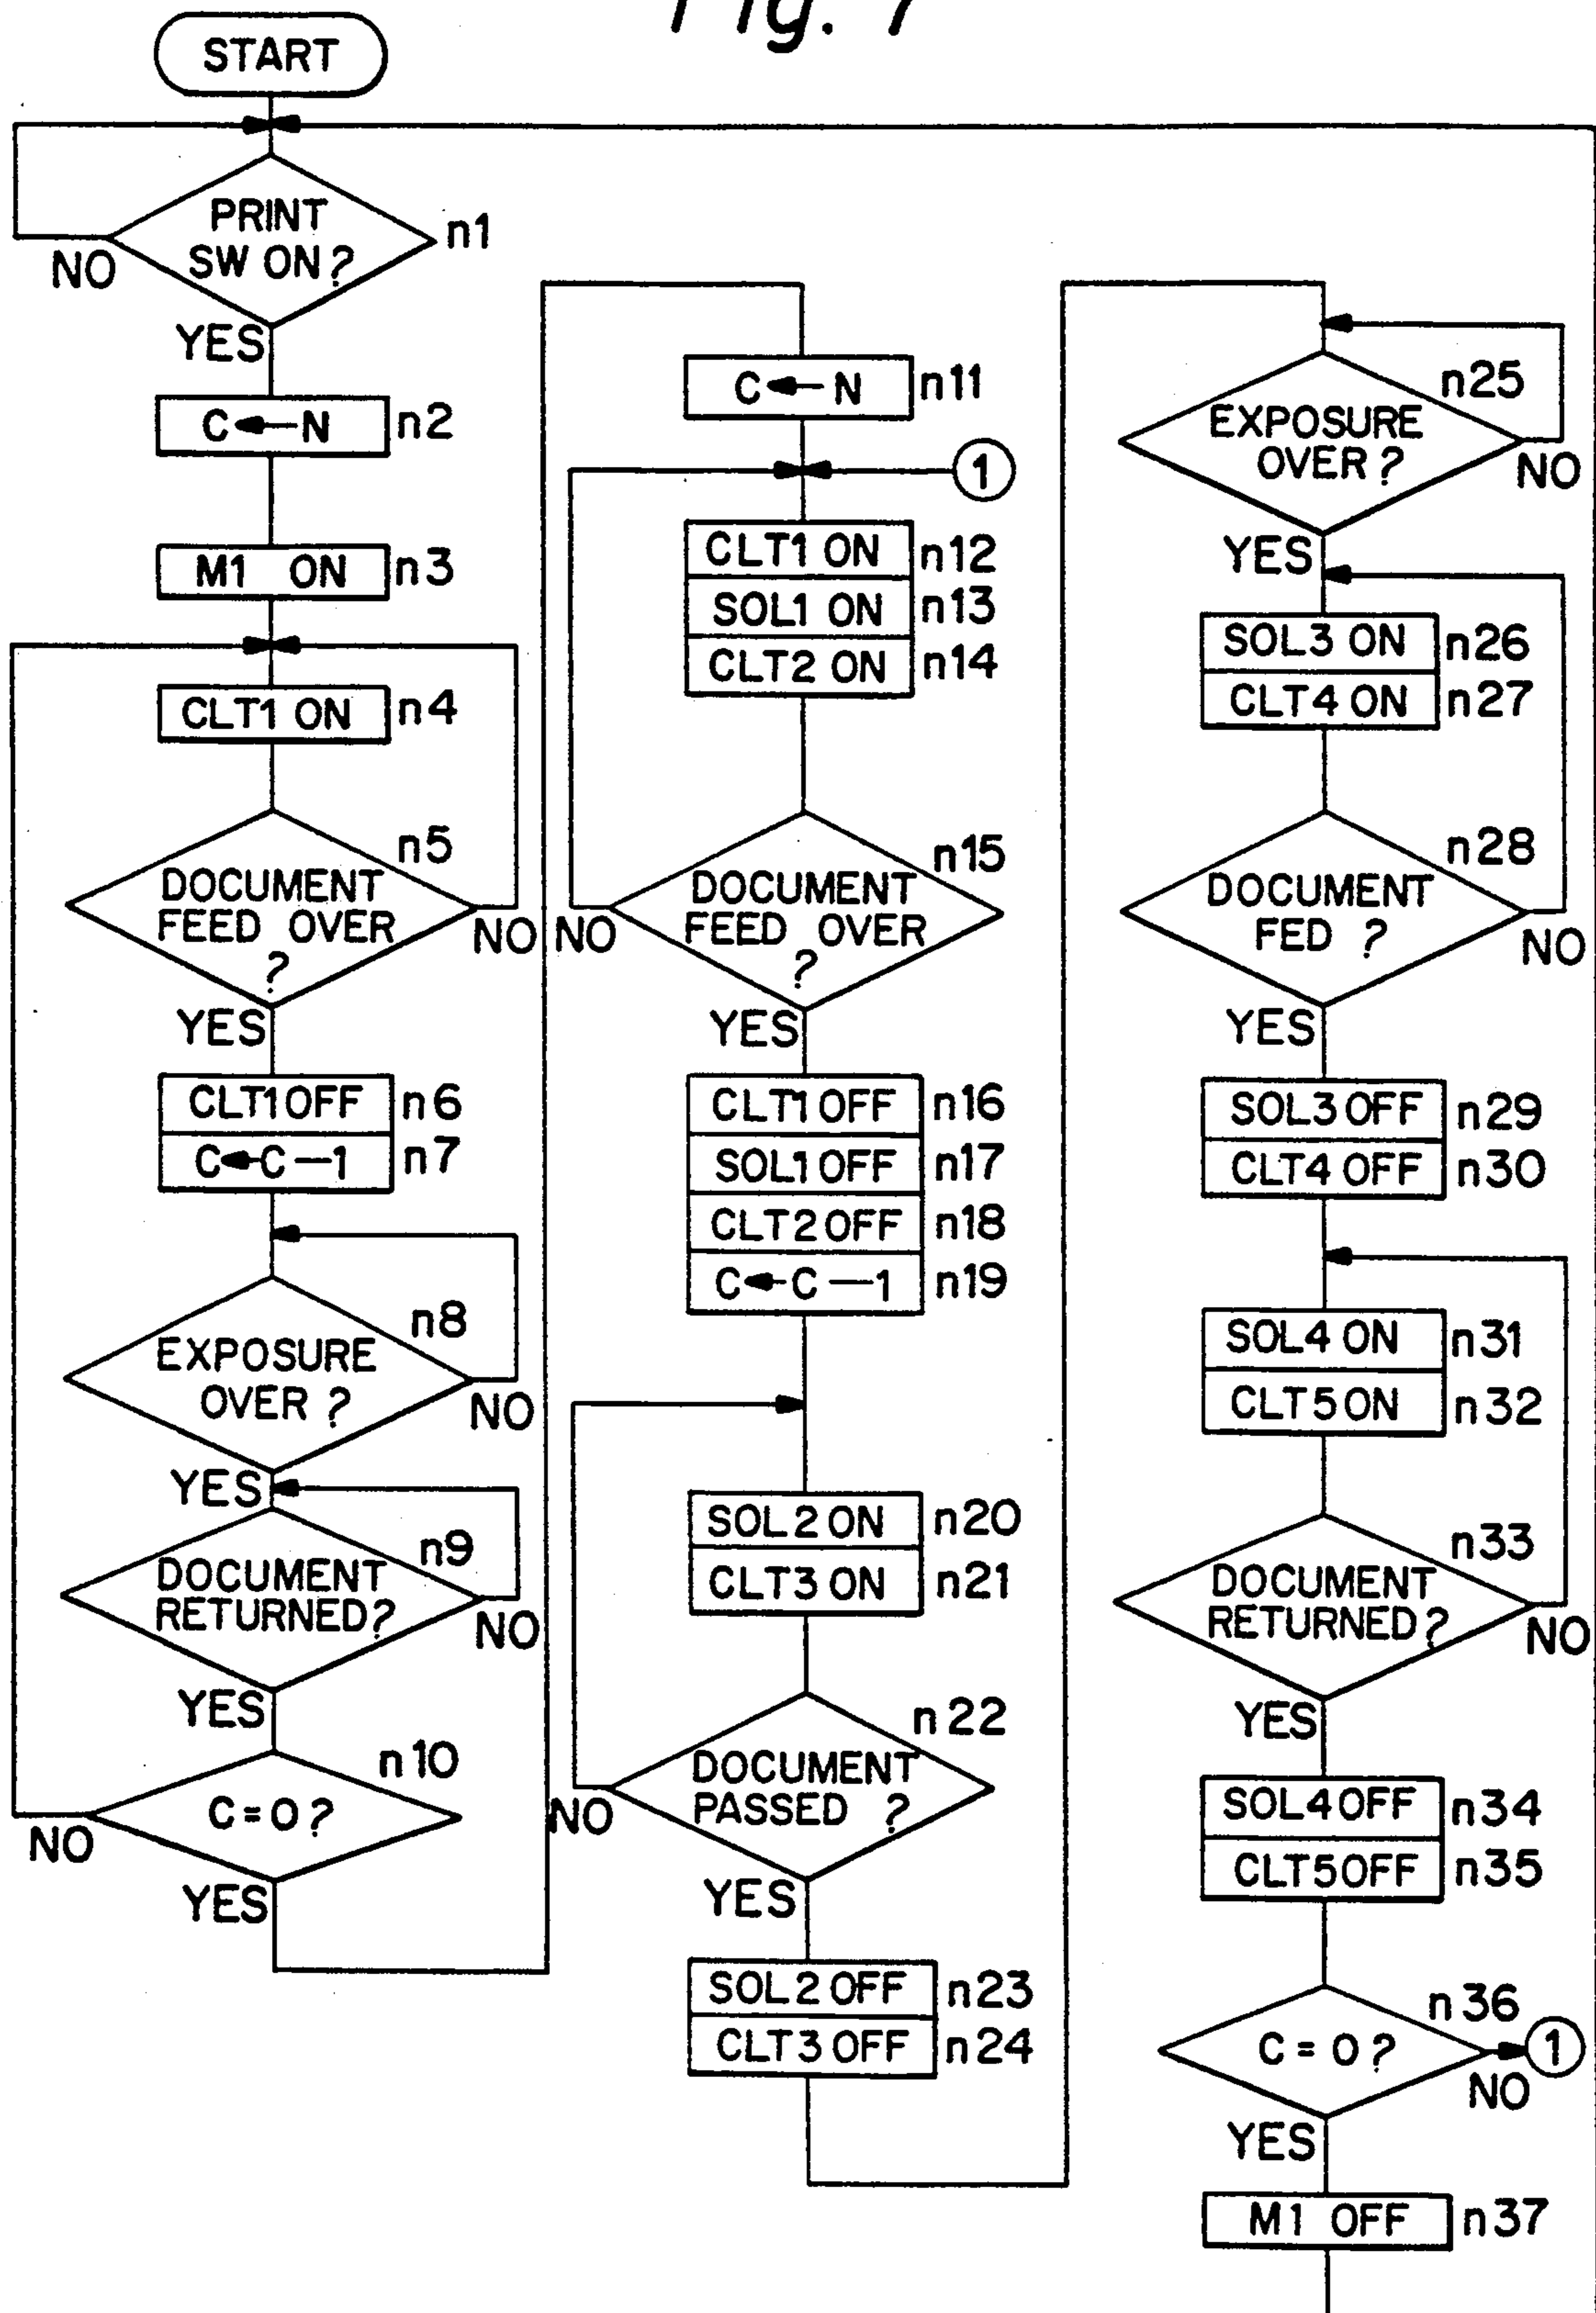 Fig. 7
START
PRINT
SW ON?
n1
NO
YES
C←N n2
M1 ON n3
CLT1 ON n4
n5
DOCUMENT
FEED OVER
?
NO
YES
CLT1 OFF n6
C←C-1 n7
n8
EXPOSURE
OVER?
NO
YES
n9
DOCUMENT
RETURNED?
NO
YES
n10
C=0?
NO
YES
C←N n11
1
CLT1 ON n12
SOL1 ON n13
CLT2 ON n14
n15
DOCUMENT
FEED OVER
?
NO
YES
CLT1 OFF n16
SOL1 OFF n17
CLT2 OFF n18
C←C-1 n19
SOL2 ON n20
CLT3 ON n21
n22
DOCUMENT
PASSED ?
NO
YES
SOL2 OFF n23
CLT3 OFF n24
n25
EXPOSURE
OVER?
NO
YES
SOL3 ON n26
CLT4 ON n27
n28
DOCUMENT
FED ?
NO
YES
SOL3 OFF n29
CLT4 OFF n30
SOL4 ON n31
CLT5 ON n32
n33
DOCUMENT
RETURNED?
NO
YES
SOL4 OFF n34
CLT5 OFF n35
n36
C=0?
1
NO
YES
M1 OFF n37